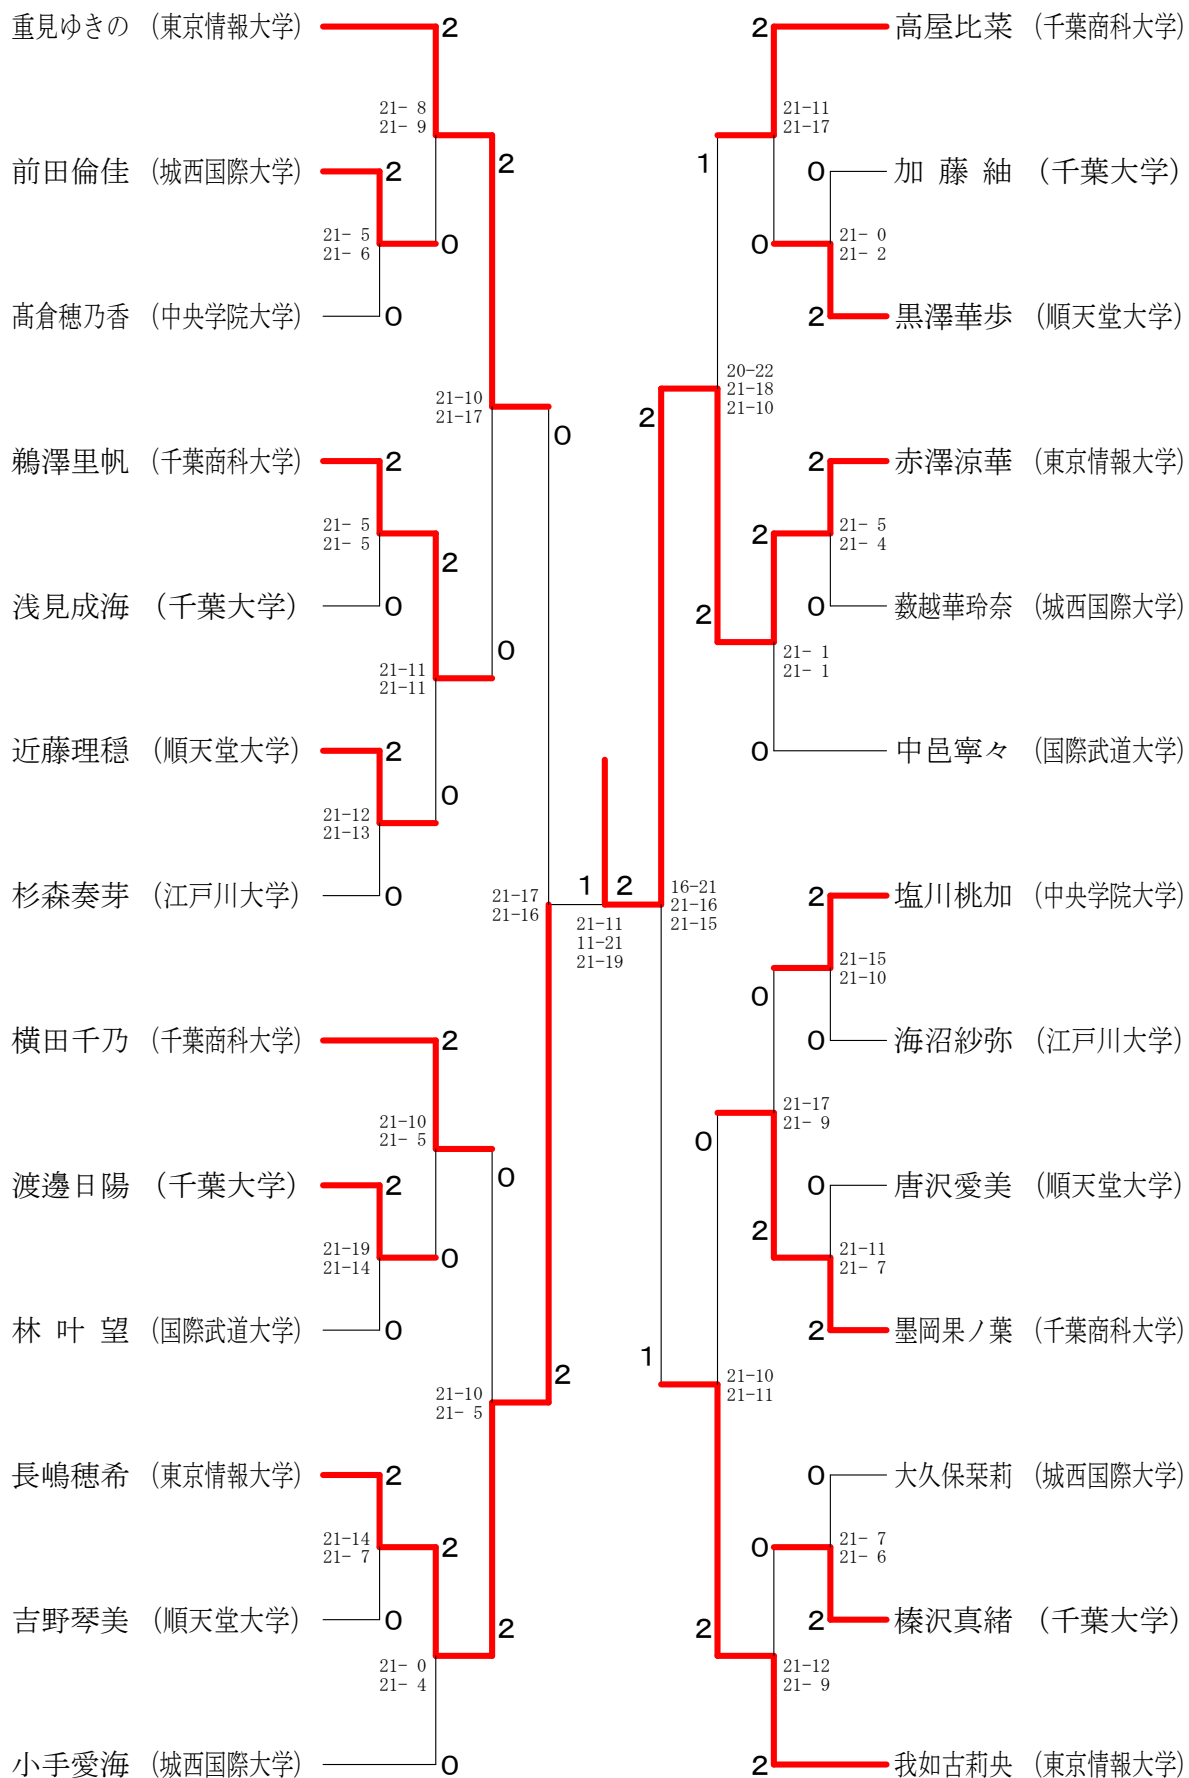 重見ゆきの (東京情報大学) 2
21- 8
21- 9
2
前田倫佳 (城西国際大学) 2
21- 5
21- 6
0
髙倉穂乃香 (中央学院大学) 0
21-10
21-17
0
鵜澤里帆 (千葉商科大学) 2
21- 5
21- 5
2
浅見成海 (千葉大学) 0
0
21-11
21-11
近藤理穏 (順天堂大学) 2
0
21-12
21-13
杉森奏芽 (江戸川大学) 0
21-17
21-16
横田千乃 (千葉商科大学) 2
21-10
21- 5
0
渡邊日陽 (千葉大学) 2
21-19
21-14
0
林叶望 (国際武道大学) 0
2
21-10
21- 5
長嶋穂希 (東京情報大学) 2
21-14
21- 7
2
吉野琴美 (順天堂大学) 0
2
21- 0
21- 4
小手愛海 (城西国際大学) 0
1 2
21-11
11-21
21-19
2 高屋比菜 (千葉商科大学)
21-11
21-17
1
0 加藤紬 (千葉大学)
21- 0
21- 2
0
2 黒澤華歩 (順天堂大学)
20-22
21-18
21-10
2
2 赤澤涼華 (東京情報大学)
21- 5
21- 4
2
0 薮越華玲奈 (城西国際大学)
2
21- 1
21- 1
0 中邑寧々 (国際武道大学)
16-21
21-16
21-15
2 塩川桃加 (中央学院大学)
21-15
21-10
0
0 海沼紗弥 (江戸川大学)
21-17
21- 9
0
0 唐沢愛美 (順天堂大学)
2
21-11
21- 7
2 墨岡果ノ葉 (千葉商科大学)
1
21-10
21-11
0 大久保栞莉 (城西国際大学)
21- 7
21- 6
0
2 榛沢真緒 (千葉大学)
2
21-12
21- 9
2 我如古莉央 (東京情報大学)